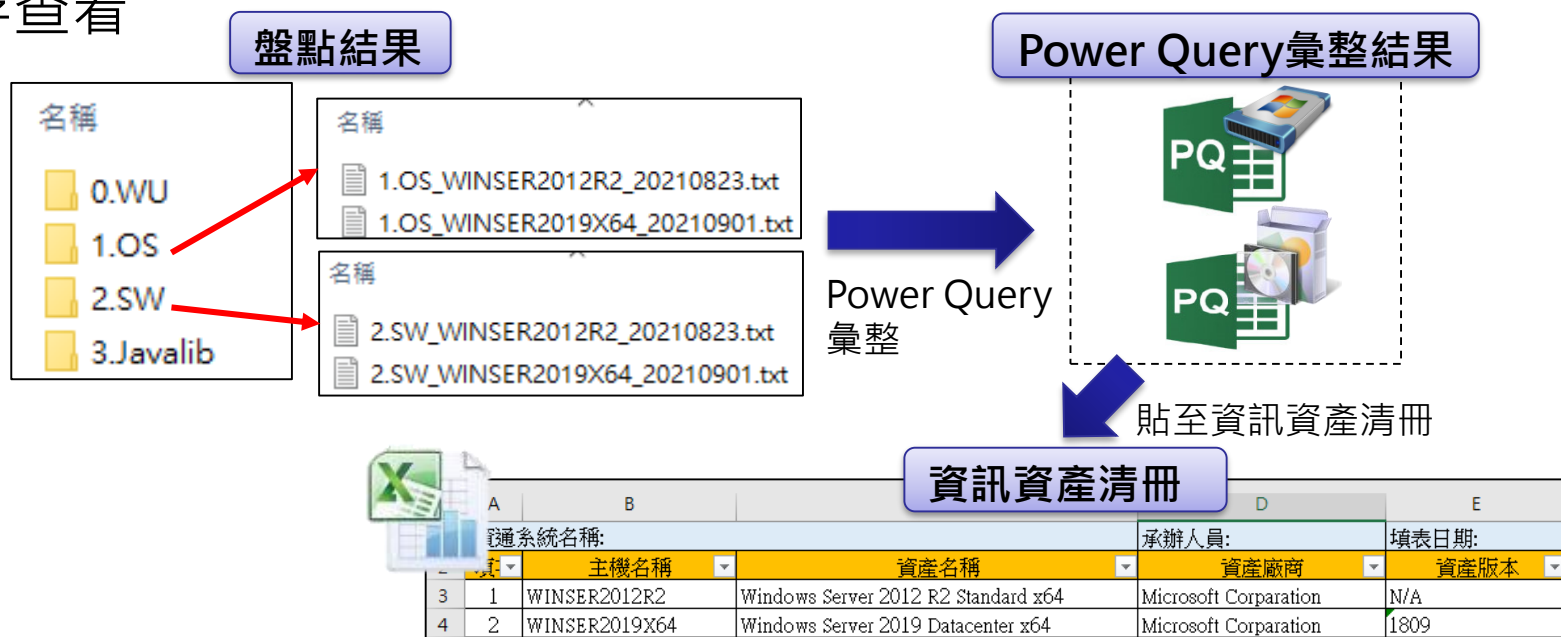 查看
盤點結果
Power Query彙整結果
名稱
0.WU
1.OS
2.SW
3.Javalib
名稱
1.OS_WINSER2012R2_20210823.txt
1.OS_WINSER2019X64_20210901.txt
名稱
2.SW_WINSER2012R2_20210823.txt
2.SW_WINSER2019X64_20210901.txt
Power Query
彙整
PQ
PQ
貼至資訊資產清冊
資訊資產清冊
A B D E
資通系統名稱: 承辦人員: 填表日期:
主機名稱 資產名稱 資產廠商 資產版本
3 1 WINSER2012R2 Windows Server 2012 R2 Standard x64 Microsoft Corparation N/A
4 2 WINSER2019X64 Windows Server 2019 Datacenter x64 Microsoft Corparation 1809